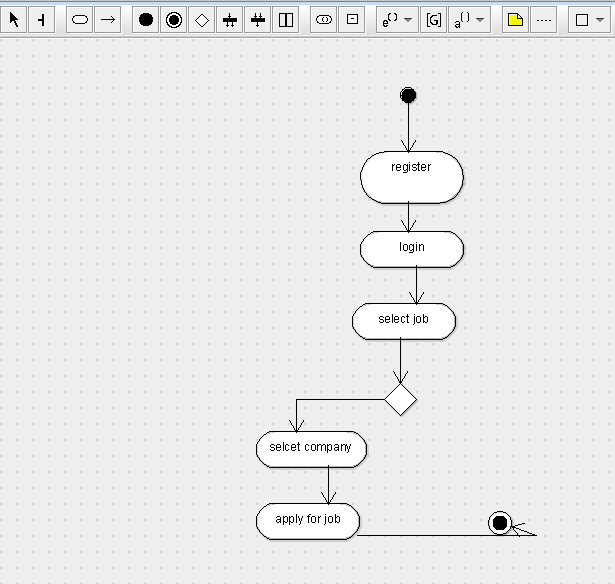 e()
[G]
a()
register
login
select job
selcet company
apply for job